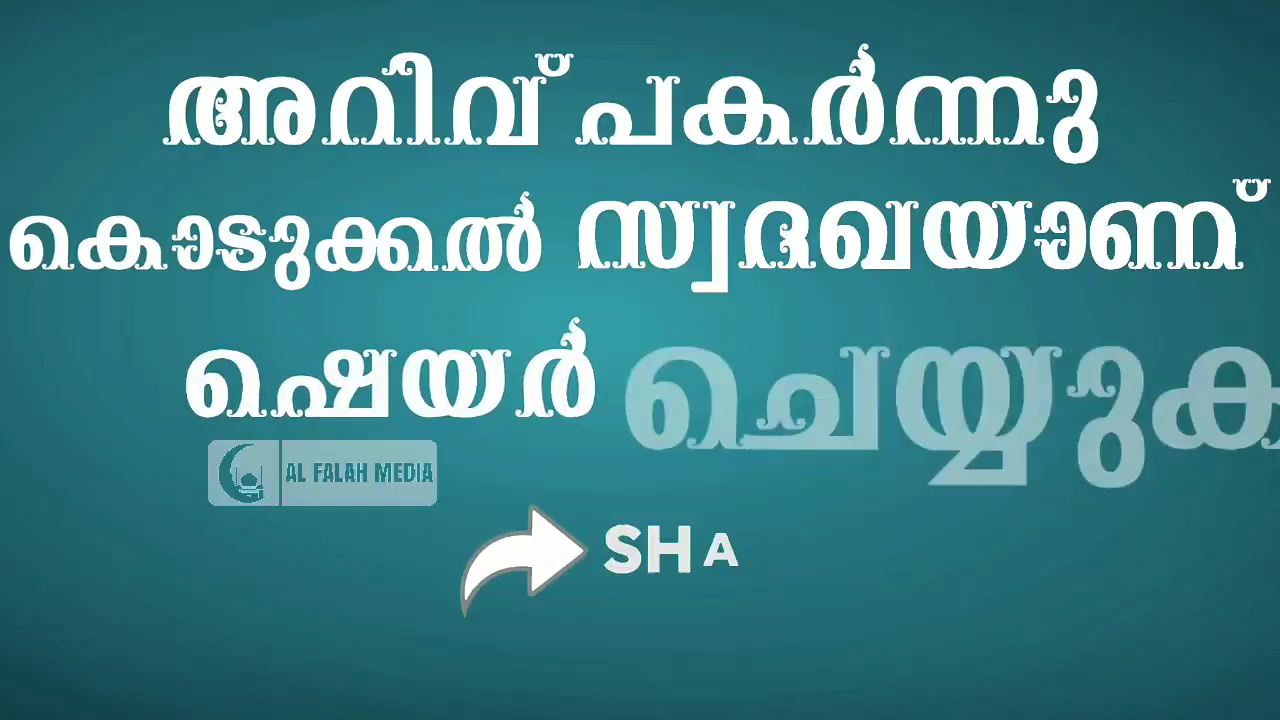 അറിവ് പകർന്നു
കൊടുക്കൽ സ്വദഖയാണ്
ഷെയർ ചെയ്യുക
AL FALAH MEDIA
SHA